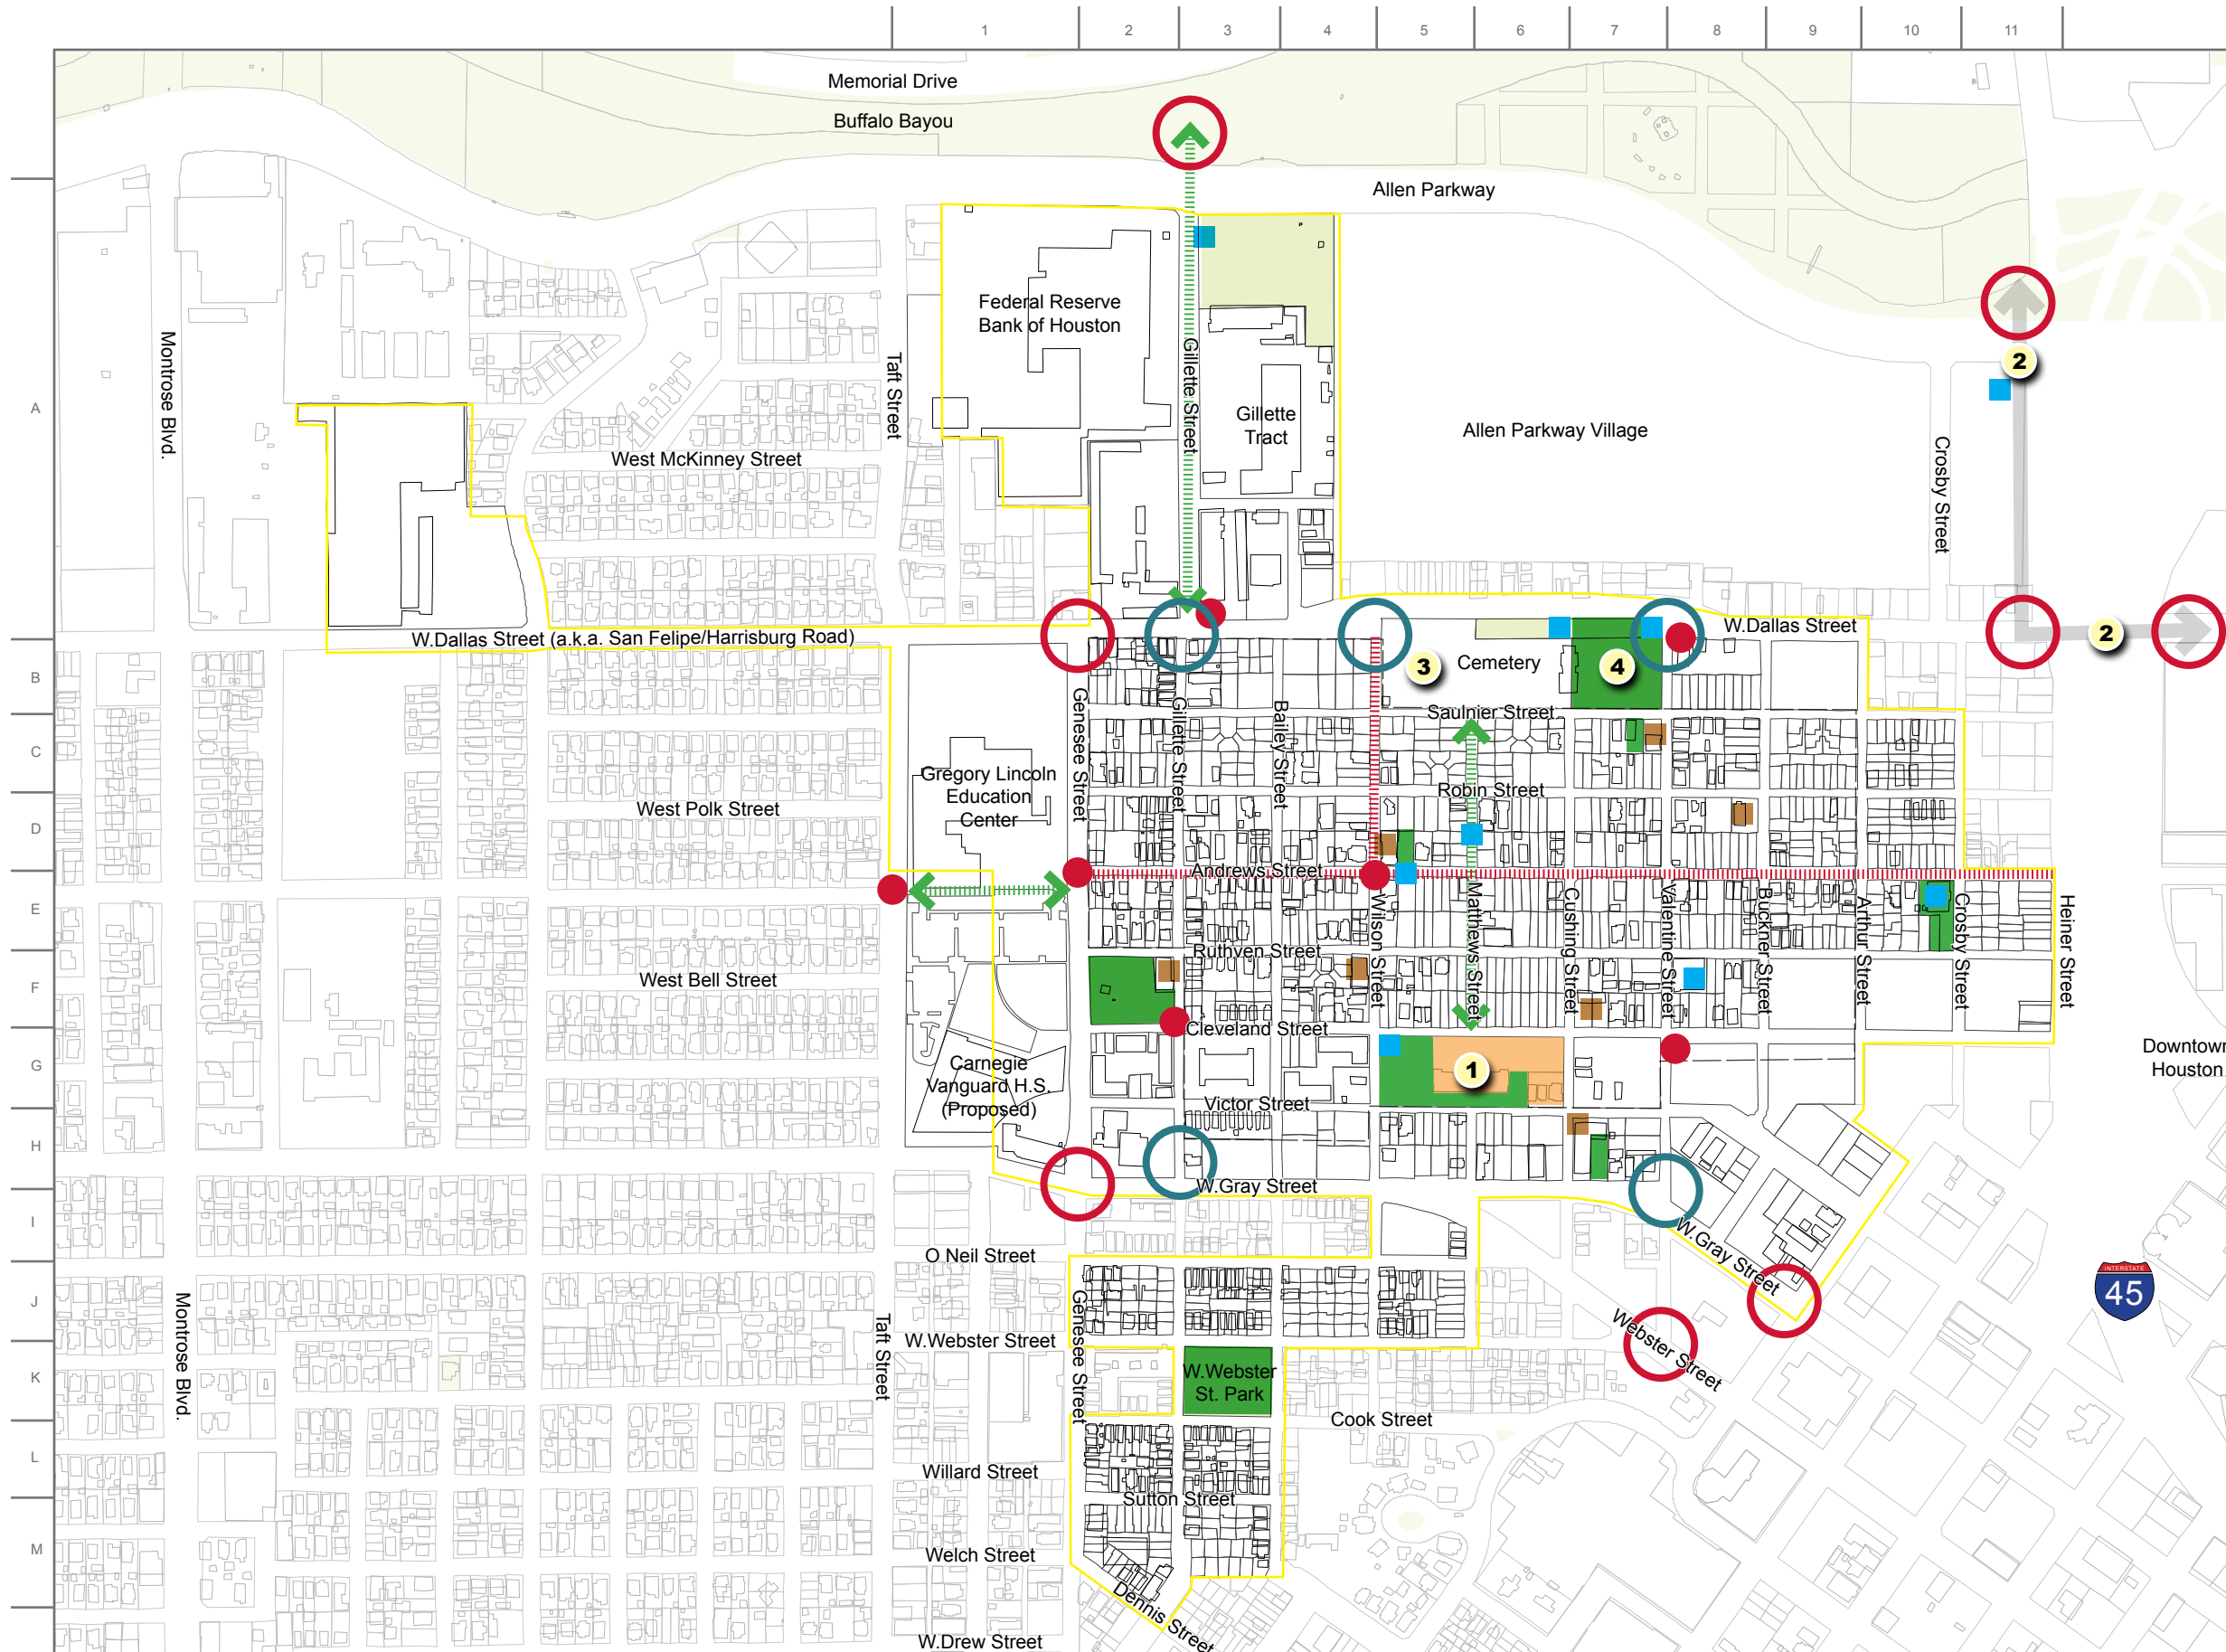 1 2 3 4 5 6 7 8 9 10 11
Memorial Drive
Buffalo Bayou
Allen Parkway
Federal Reserve
Bank of Houston
Montrose Blvd.
Taft Street
Gillette Street
2
A
Gillette
Tract
Allen Parkway Village
West McKinney Street
Crosby Street
W.Dallas Street (a.k.a. San Felipe/Harrisburg Road)
W.Dallas Street
2
B
3
Cemetery
4
Genesee Street
Gillette Street
Bailey Street
Saulnier Street
C
Gregory Lincoln
Education
Center
Robin Street
West Polk Street
D
Andrews Street
E
Wilson Street
Matthews Street
Cushing Street
Valentine Street
Buckner Street
Arthur Street
Crosby Street
Heiner Street
Ruthven Street
West Bell Street
F
Cleveland Street
G
Carnegie
Vanguard H.S.
(Proposed)
1
Downtown
Houston
Victor Street
H
W.Gray Street
I
O Neil Street
W.Gray Street
INTERSTATE
45
J
Montrose Blvd.
Taft Street
Genesee Street
W.Webster Street
Webster Street
K
W.Webster
St. Park
Cook Street
L
Willard Street
Sutton Street
M
Welch Street
Dennis Street
W.Drew Street